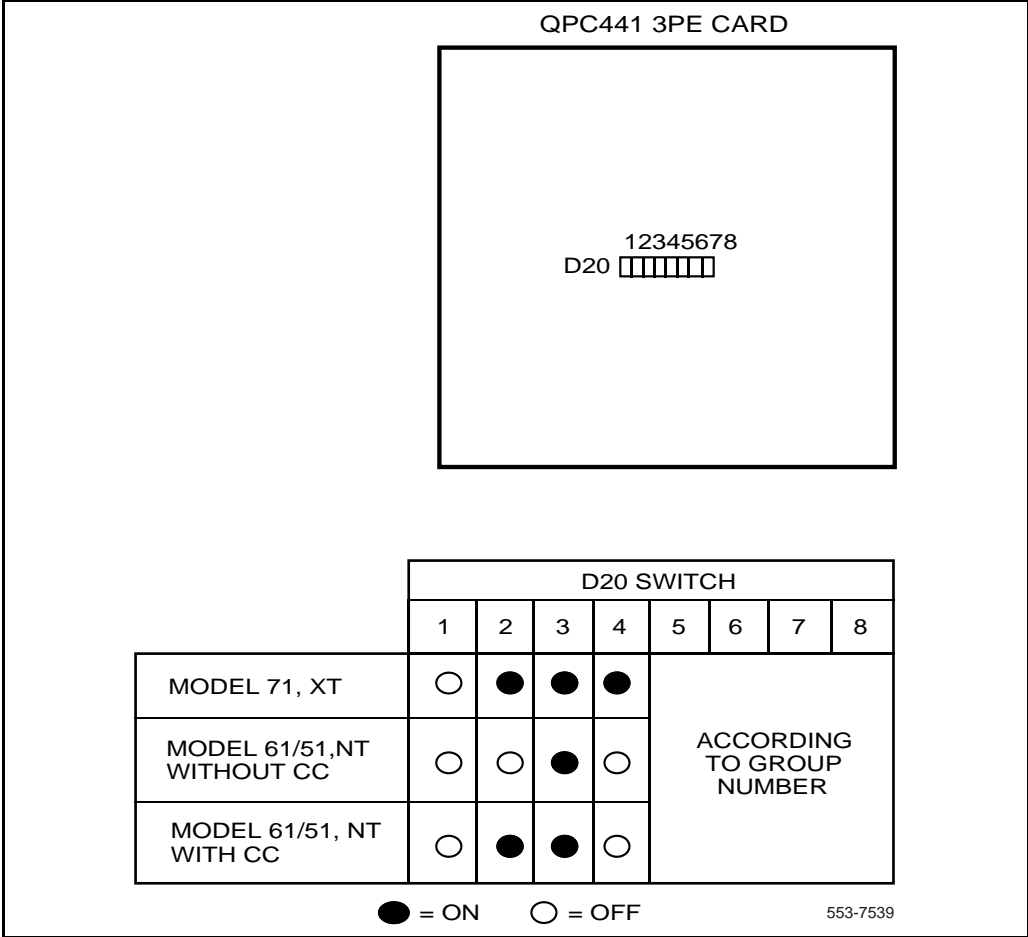 QPC441 3PE CARD
12345678
D20
D20 SWITCH
1 2 3 4 5 6 7 8
MODEL 71, XT
MODEL 61/51,NT
WITHOUT CC
MODEL 61/51, NT
WITH CC
ACCORDING
TO GROUP
NUMBER
= ON = OFF
553-7539